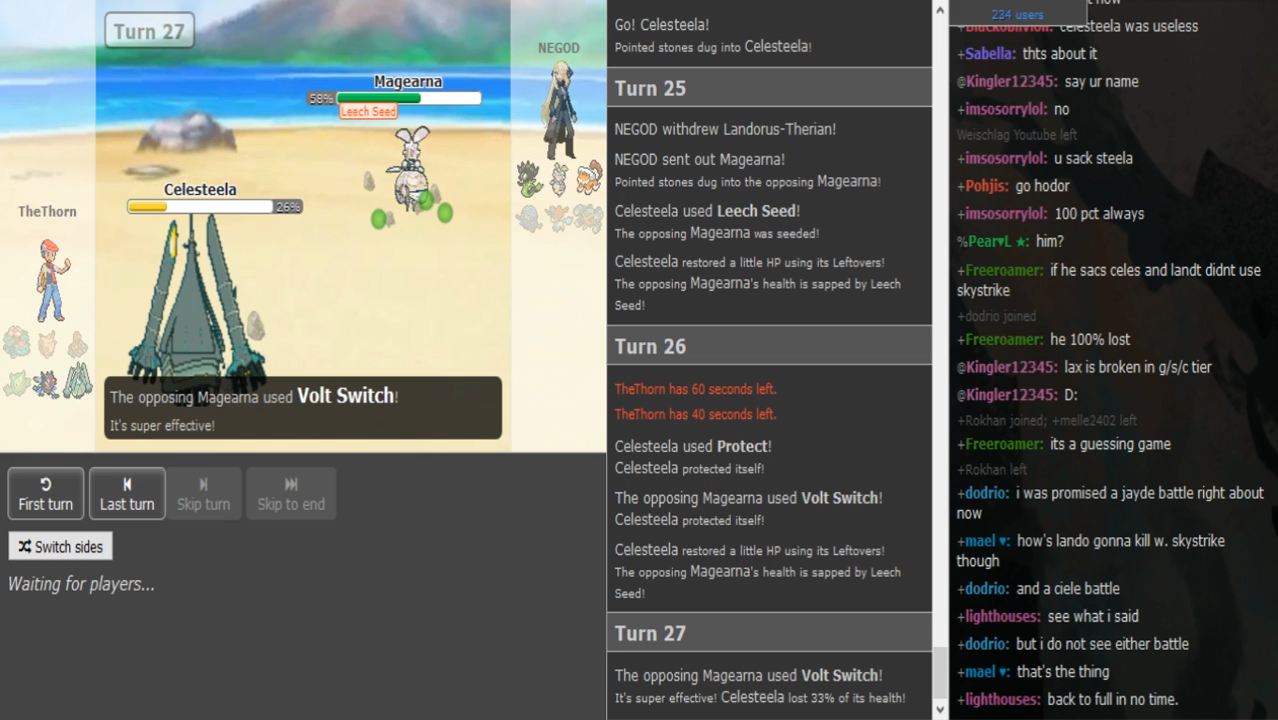 Turn 27
NEGOD
Magearna
58%
Leech Seed
Celesteela
26%
TheThorn
The opposing Magearna used Volt Switch!
It's super effective!
First turn
Last turn
Skip turn
Skip to end
Switch sides
Waiting for players...
Go! Celesteela!
Pointed stones dug into Celesteela!
Turn 25
NEGOD withdrew Landorus-Therian!
NEGOD sent out Magearna!
Pointed stones dug into the opposing Magearna!
Celesteela used Leech Seed!
The opposing Magearna was seeded!
Celesteela restored a little HP using its Leftovers!
The opposing Magearna's health is sapped by Leech
Seed!
Turn 26
TheThorn has 60 seconds left.
TheThorn has 40 seconds left.
Celesteela used Protect!
Celesteela protected itself!
The opposing Magearna used Volt Switch!
Celesteela protected itself!
Celesteela restored a little HP using its Leftovers!
The opposing Magearna's health is sapped by Leech
Seed!
Turn 27
The opposing Magearna used Volt Switch!
It's super effective! Celesteela lost 33% of its health!
234 users
+Blackoblivion: celesteela was useless
+Sabella: thts about it
@Kingler12345: say ur name
+imsosorrylol: no
Weischlag Youtube left
+imsosorrylol: u sack steela
+Pohjis: go hodor
+imsosorrylol: 100 pct always
%Pear♥L ★: him?
+Freeroamer: if he sacs celes and landt didnt use
skystrike
+dodrio joined
+Freeroamer: he 100% lost
@Kingler12345: lax is broken in g/s/c tier
@Kingler12345: D:
+Rokhan joined; +melle2402 left
+Freeroamer: its a guessing game
+Rokhan left
+dodrio: i was promised a jayde battle right about
now
+mael ♥: how's lando gonna kill w. skystrike
though
+dodrio: and a ciele battle
+lighthouses: see what i said
+dodrio: but i do not see either battle
+mael ♥: that's the thing
+lighthouses: back to full in no time.